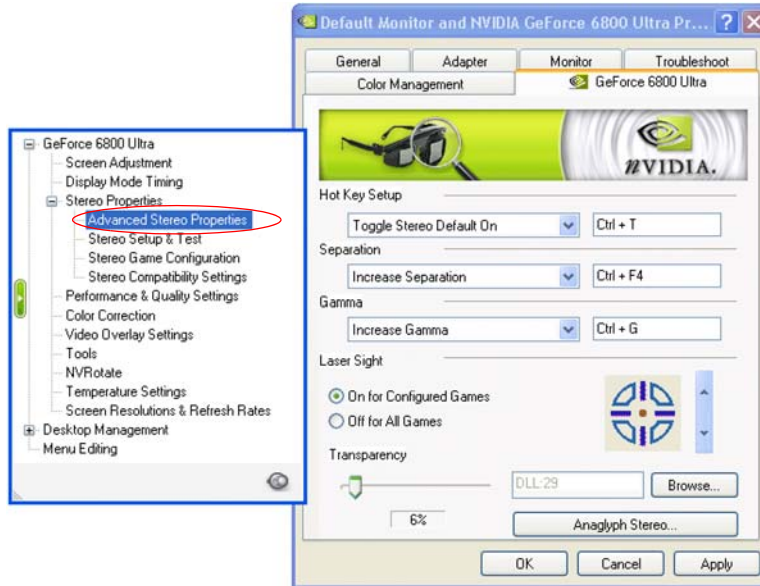 Default Monitor and NVIDIA GeForce 6800 Ultra Pr...
General Adapter Monitor Troubleshoot
Color Management GeForce 6800 Ultra
nVIDIA.
GeForce 6800 Ultra
Screen Adjustment
Display Mode Timing
Stereo Properties
Advanced Stereo Properties
Stereo Setup & Test
Stereo Game Configuration
Stereo Compatibility Settings
Performance & Quality Settings
Color Correction
Video Overlay Settings
Tools
NVRotate
Temperature Settings
Screen Resolutions & Refresh Rates
Desktop Management
Menu Editing
Hot Key Setup
Toggle Stereo Default On Ctrl + T
Separation
Increase Separation Ctrl + F4
Gamma
Increase Gamma Ctrl + G
Laser Sight
On for Configured Games
Off for All Games
Transparency
DLL:29 Browse...
6% Anaglyph Stereo...
OK Cancel Apply